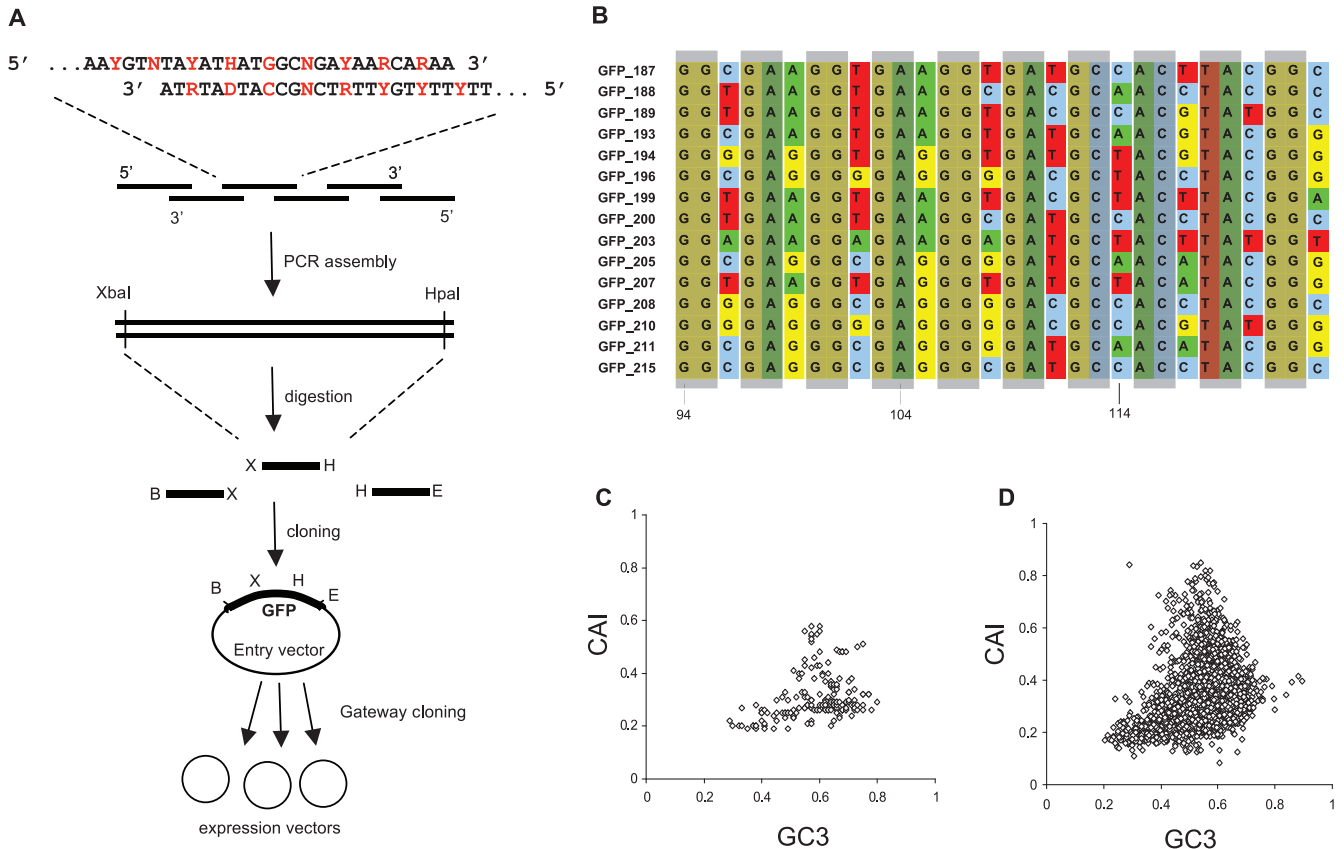 A
5’ ...AAYGTNTAYATHATGGCNGAYAARCARAA 3’
3’ ATRTADTACCGNCTRTTYGTYTTYTT... 5’
5’ 3’
3’ 5’
PCR assembly
XbaI HpaI
digestion
X H
B X H E
cloning
B X H E
GFP
Entry vector
Gateway cloning
expression vectors
B
GFP_187 G G C G A A G G T G A A G G T G A T G C C A C T T A C G G C
GFP_188 G G T G A A G G T G A A G G C G A C G C A A C C T A C G G C
GFP_189 G G T G A A G G T G A A G G T G A C G C C A C G T A T G G C
GFP_193 G G C G A A G G T G A A G G T G A T G C A A C G T A C G G G
GFP_194 G G G G A G G G T G A G G G T G A T G C T A C G T A C G G G
GFP_196 G G C G A G G G G G A G G G G G A C G C T A C C T A C G G G
GFP_199 G G T G A A G G T G A A G G T G A C G C T A C T T A C G G A
GFP_200 G G C G A A G G T G A A G G C G A T G C C A C C T A C G G C
GFP_203 G G A G A A G G A G A A G G A G A T G C T A C T T A T G G T
GFP_205 G G C G A G G G C G A G G G G G A T G C A A C A T A C G G G
GFP_207 G G T G A A G G T G A G G G T G A T G C T A C A T A C G G G
GFP_208 G G G G A G G G C G A G G G G G A C G C C A C C T A C G G C
GFP_210 G G G G A G G G G G A G G G G G A C G C C A C G T A T G G G
GFP_211 G G C G A G G G C G A G G G G G A T G C A A C A T A C G G G
GFP_215 G G C G A G G G C G A G G G C G A T G C C A C C T A C G G C
94 104 114
C
1
0.8
0.6
0.4
0.2
0
CAI
0 0.2 0.4 0.6 0.8 1
GC3
D
1
0.8
0.6
0.4
0.2
0
CAI
0 0.2 0.4 0.6 0.8 1
GC3